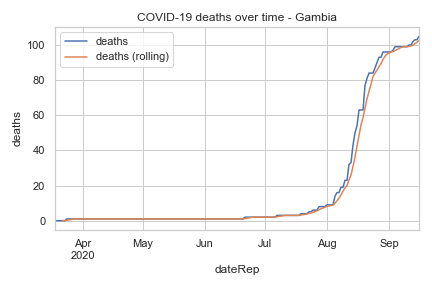 COVID-19 deaths over time - Gambia
deaths
deaths (rolling)
100
80
60
40
20
0
deaths
Apr
2020
May
Jun
Jul
Aug
Sep
dateRep